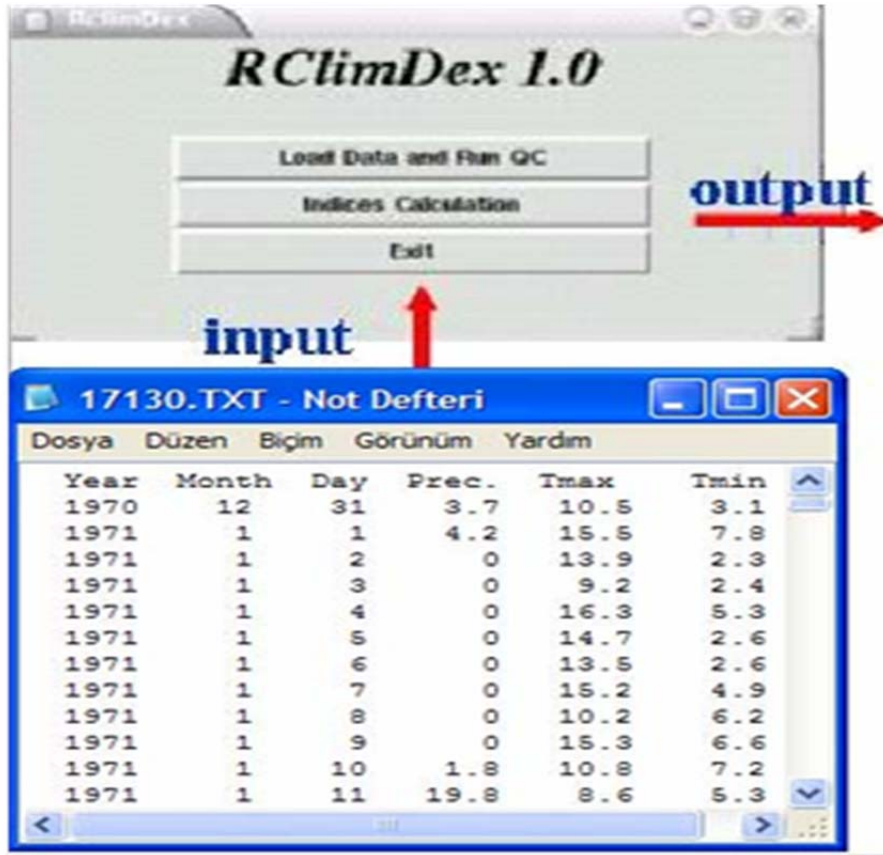 RClimDex
RClimDex 1.0
Load Data and Run QC
Indices Calculation
Exit
output
input
17130.TXT - Not Defteri
Dosya Düzen Biçim Görünüm Yardım
Year Month Day Prec. Tmax Tmin
1970 12 31 3.7 10.5 3.1
1971 1 1 4.2 15.5 7.8
1971 1 2 0 13.9 2.3
1971 1 3 0 9.2 2.4
1971 1 4 0 16.3 5.3
1971 1 5 0 14.7 2.6
1971 1 6 0 13.5 2.6
1971 1 7 0 15.2 4.9
1971 1 8 0 10.2 6.2
1971 1 9 0 15.3 6.6
1971 1 10 1.8 10.8 7.2
1971 1 11 19.8 8.6 5.3